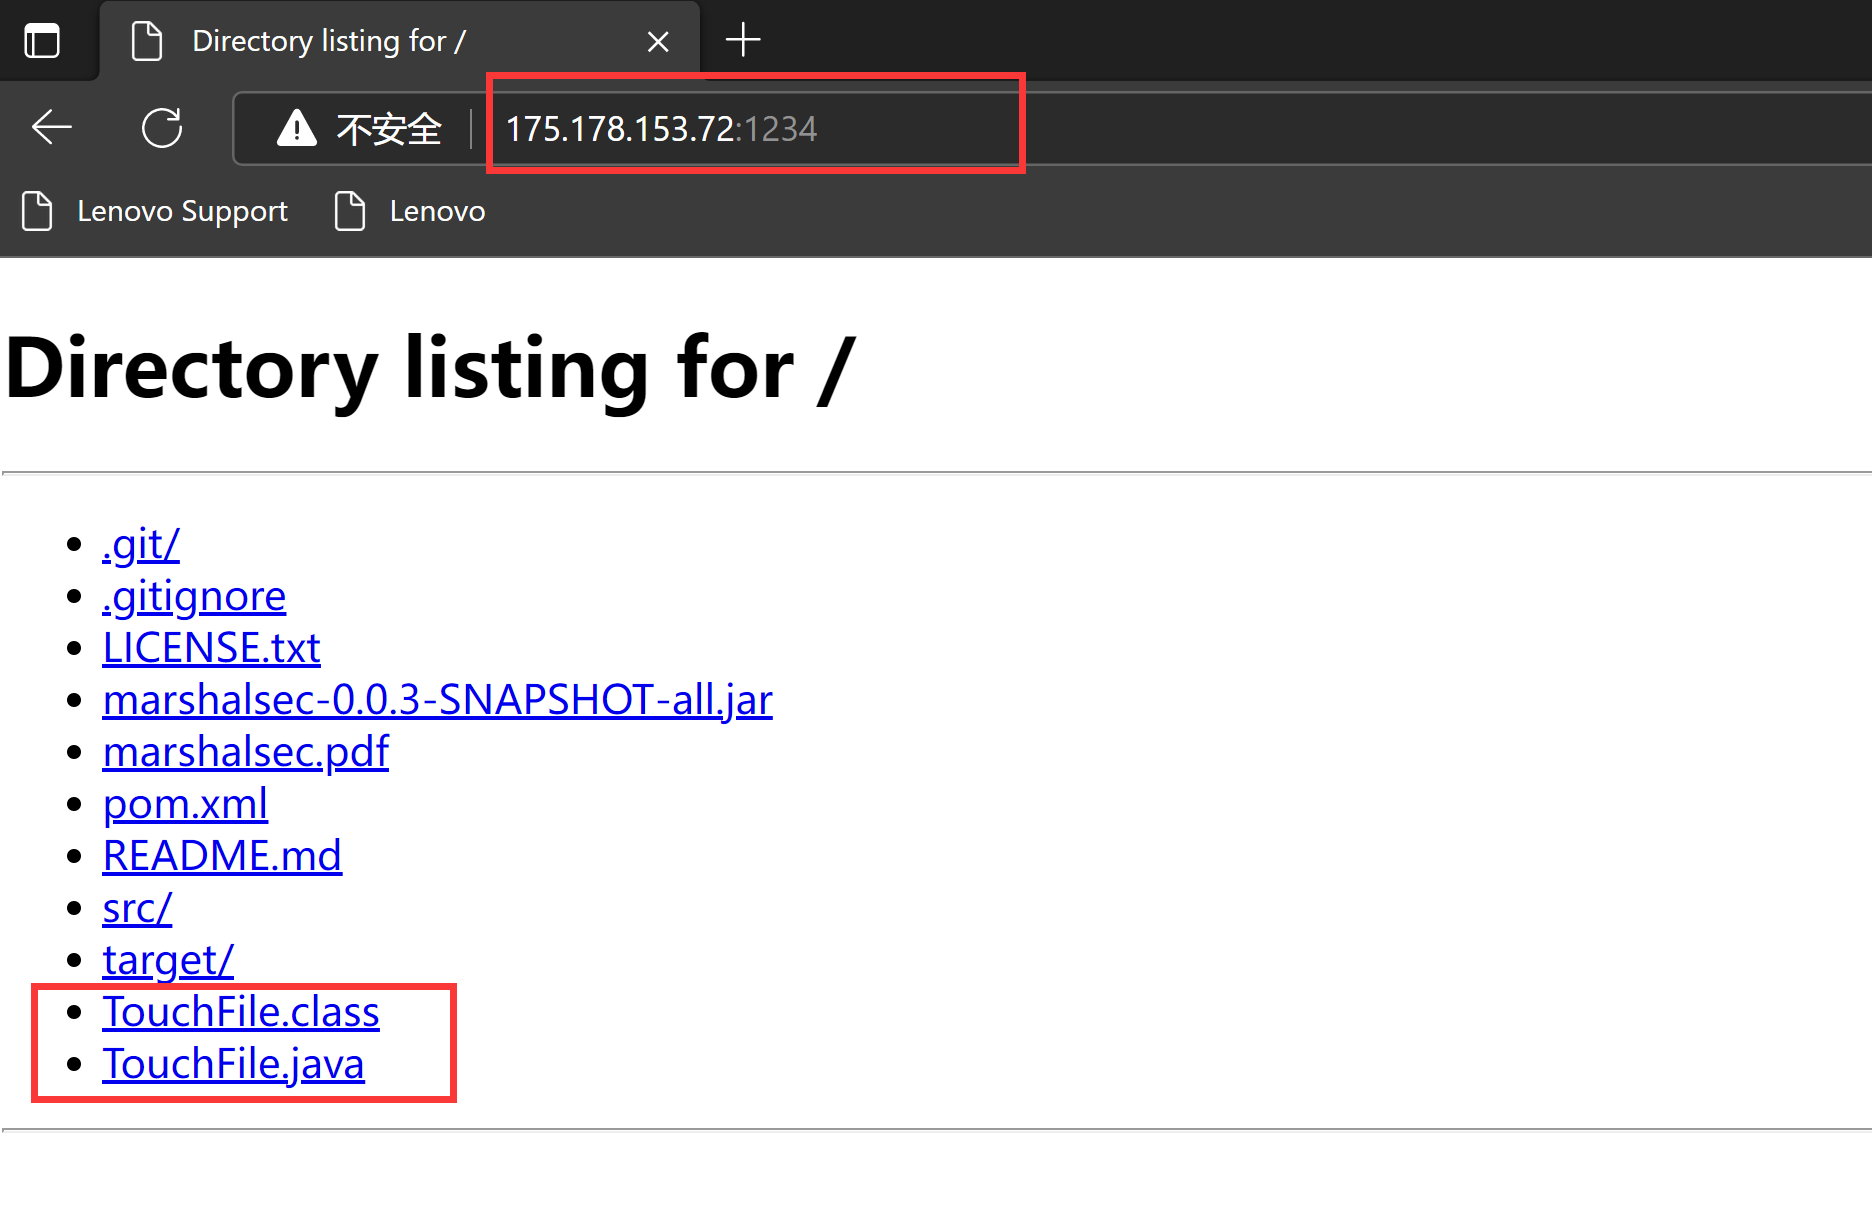 Directory listing for /
不安全 175.178.153.72:1234
Lenovo Support Lenovo
Directory listing for /
.git/
.gitignore
LICENSE.txt
marshalsec-0.0.3-SNAPSHOT-all.jar
marshalsec.pdf
pom.xml
README.md
src/
target/
TouchFile.class
TouchFile.java